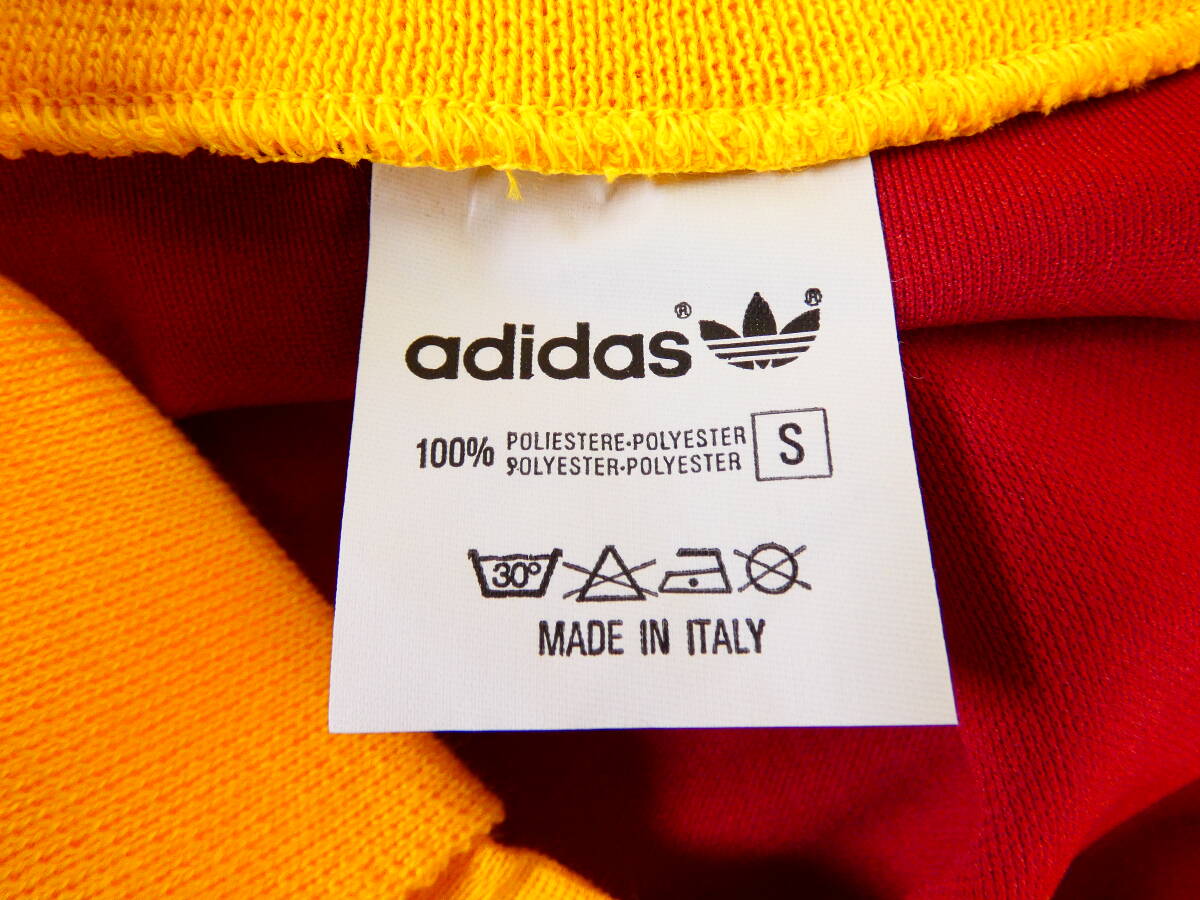 adidas® ®
100% POLIESTERE·POLYESTER S
POLYESTER·POLYESTER
30°
MADE IN ITALY